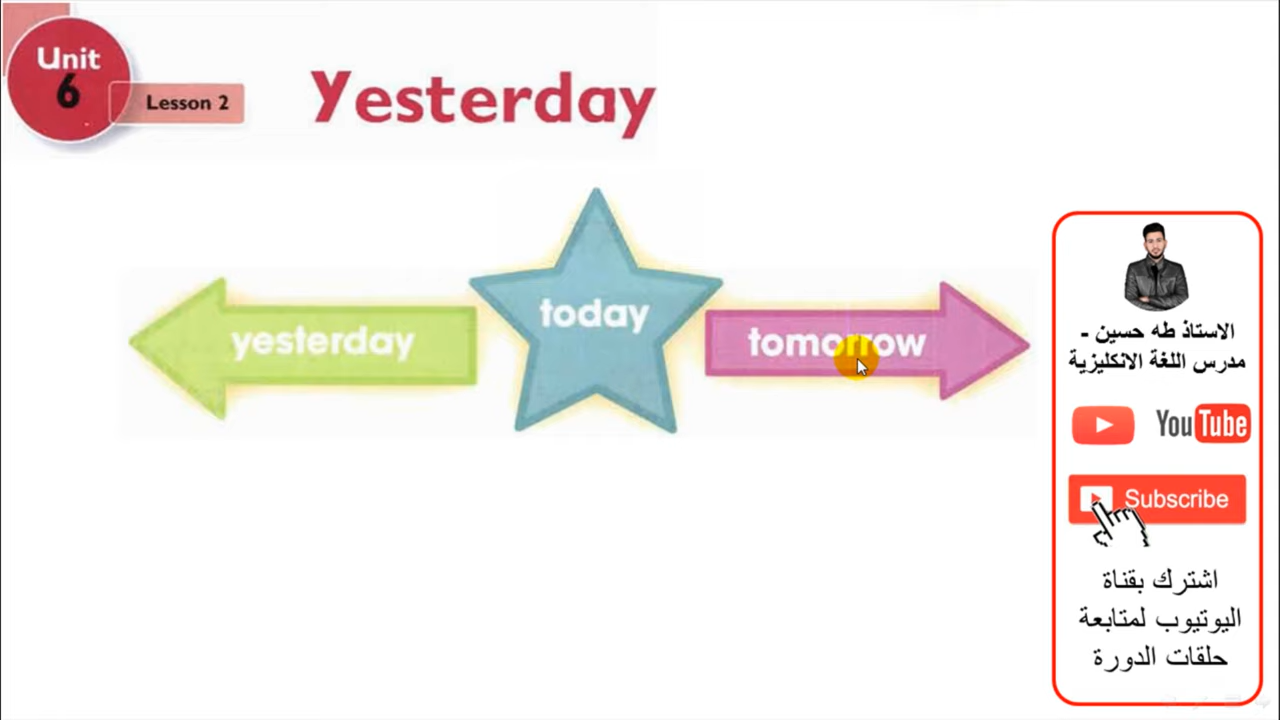 Unit
6
Lesson 2
Yesterday
yesterday
today
tomorrow
الاستاذ طه حسين -
مدرس اللغة الانكليزية
YouTube
Subscribe
اشترك بقناة
اليوتيوب لمتابعة
حلقات الدورة